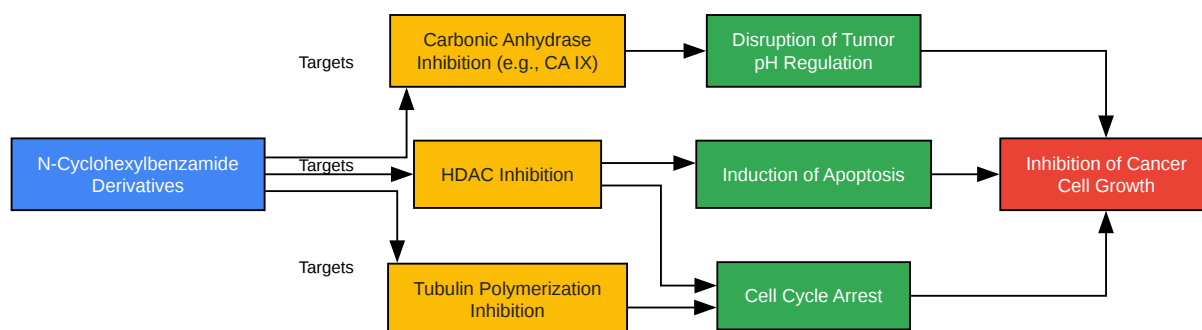 Targets
Carbonic Anhydrase
Inhibition (e.g., CA IX)
Disruption of Tumor
pH Regulation
N-Cyclohexylbenzamide
Derivatives
Targets
HDAC Inhibition
Induction of Apoptosis
Inhibition of Cancer
Cell Growth
Targets
Tubulin Polymerization
Inhibition
Cell Cycle Arrest